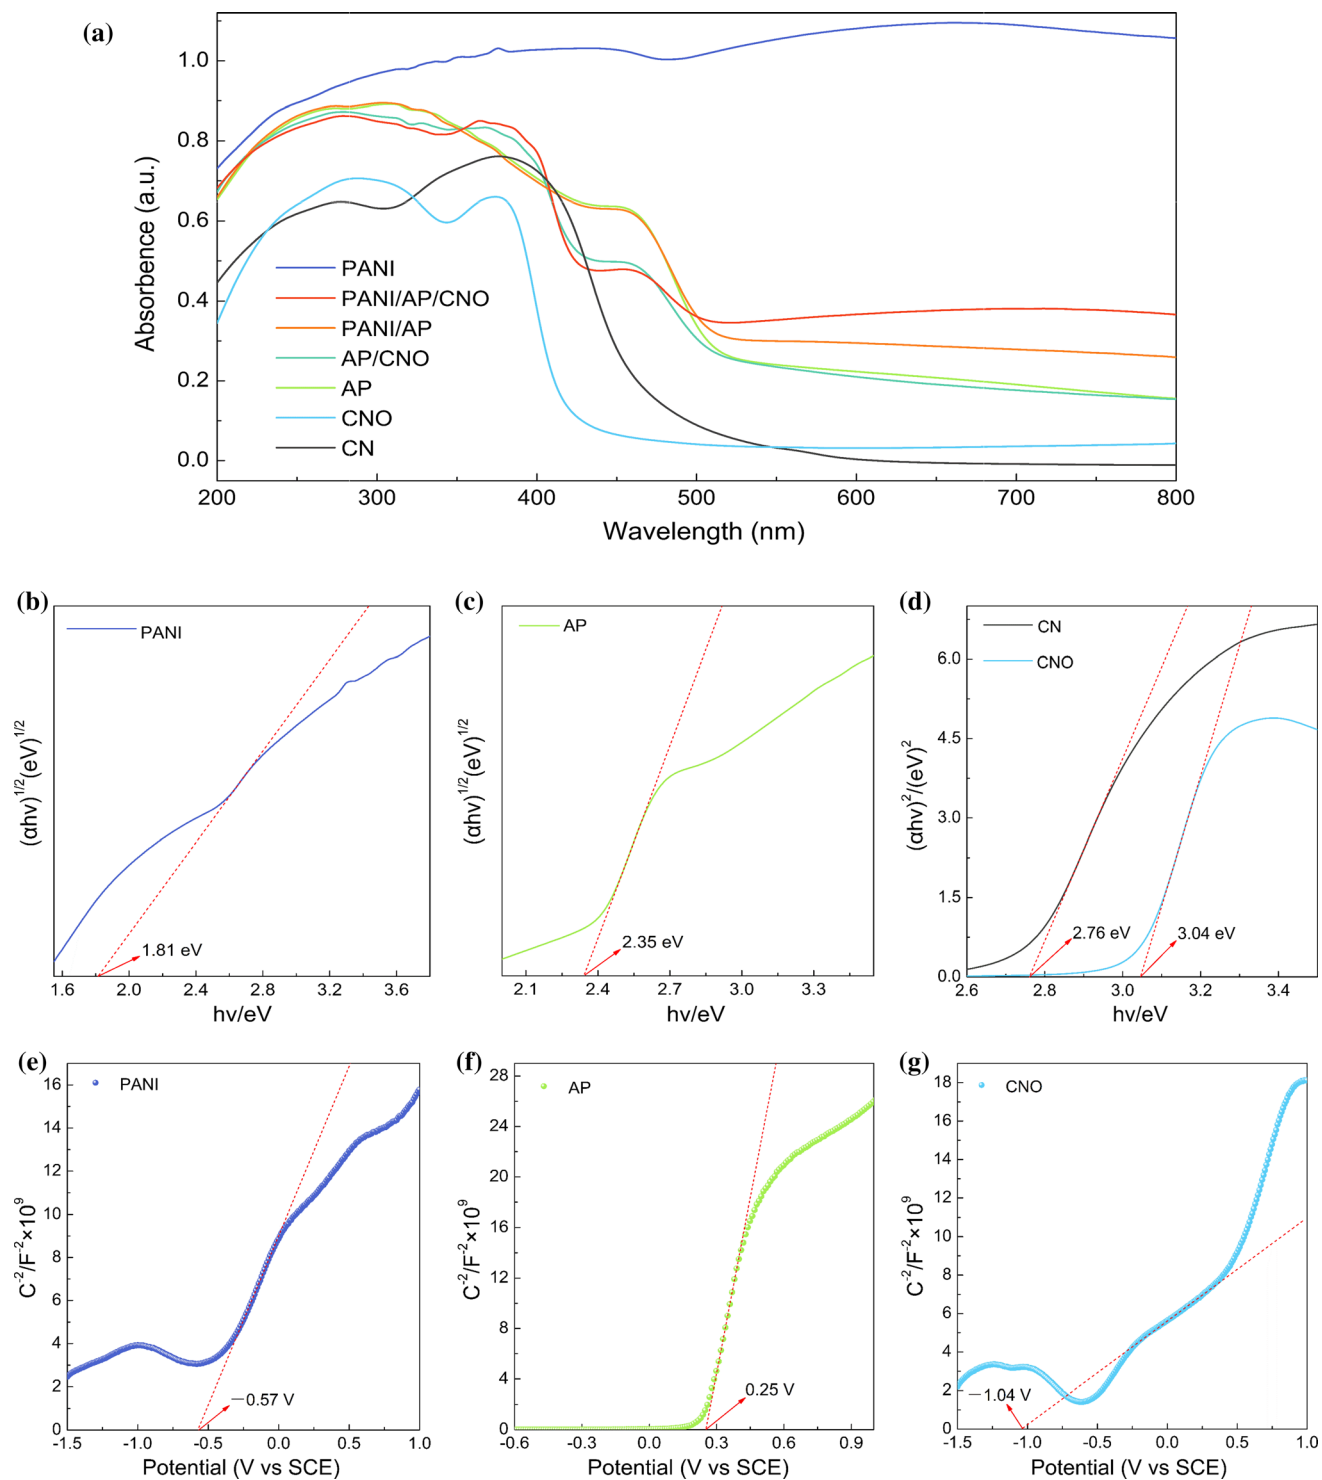 (a)
Absorbence (a.u.)
1.0
0.8
0.6
0.4
0.2
0.0
PANI
PANI/AP/CNO
PANI/AP
AP/CNO
AP
CNO
CN
200 300 400 500 600 700 800
Wavelength (nm)
(b)
PANI
(αhv)^1/2(eV)^1/2
1.81 eV
1.6 2.0 2.4 2.8 3.2 3.6
hv/eV
(c)
AP
(αhv)^1/2(eV)^1/2
2.35 eV
2.1 2.4 2.7 3.0 3.3
hv/eV
(d)
CN
CNO
(αhv)^2/(eV)^2
6.0
4.5
3.0
1.5
0.0
2.76 eV
3.04 eV
2.6 2.8 3.0 3.2 3.4
hv/eV
(e)
PANI
C^-2/F^-2×10^9
16
14
12
10
8
6
4
2
0
−0.57 V
-1.5 -1.0 -0.5 0.0 0.5 1.0
Potential (V vs SCE)
(f)
AP
C^-2/F^-2×10^9
28
24
20
16
12
8
4
0
0.25 V
-0.6 -0.3 0.0 0.3 0.6 0.9
Potential (V vs SCE)
(g)
CNO
C^-2/F^-2×10^9
18
16
14
12
10
8
6
4
2
0
−1.04 V
-1.5 -1.0 -0.5 0.0 0.5 1.0
Potential (V vs SCE)